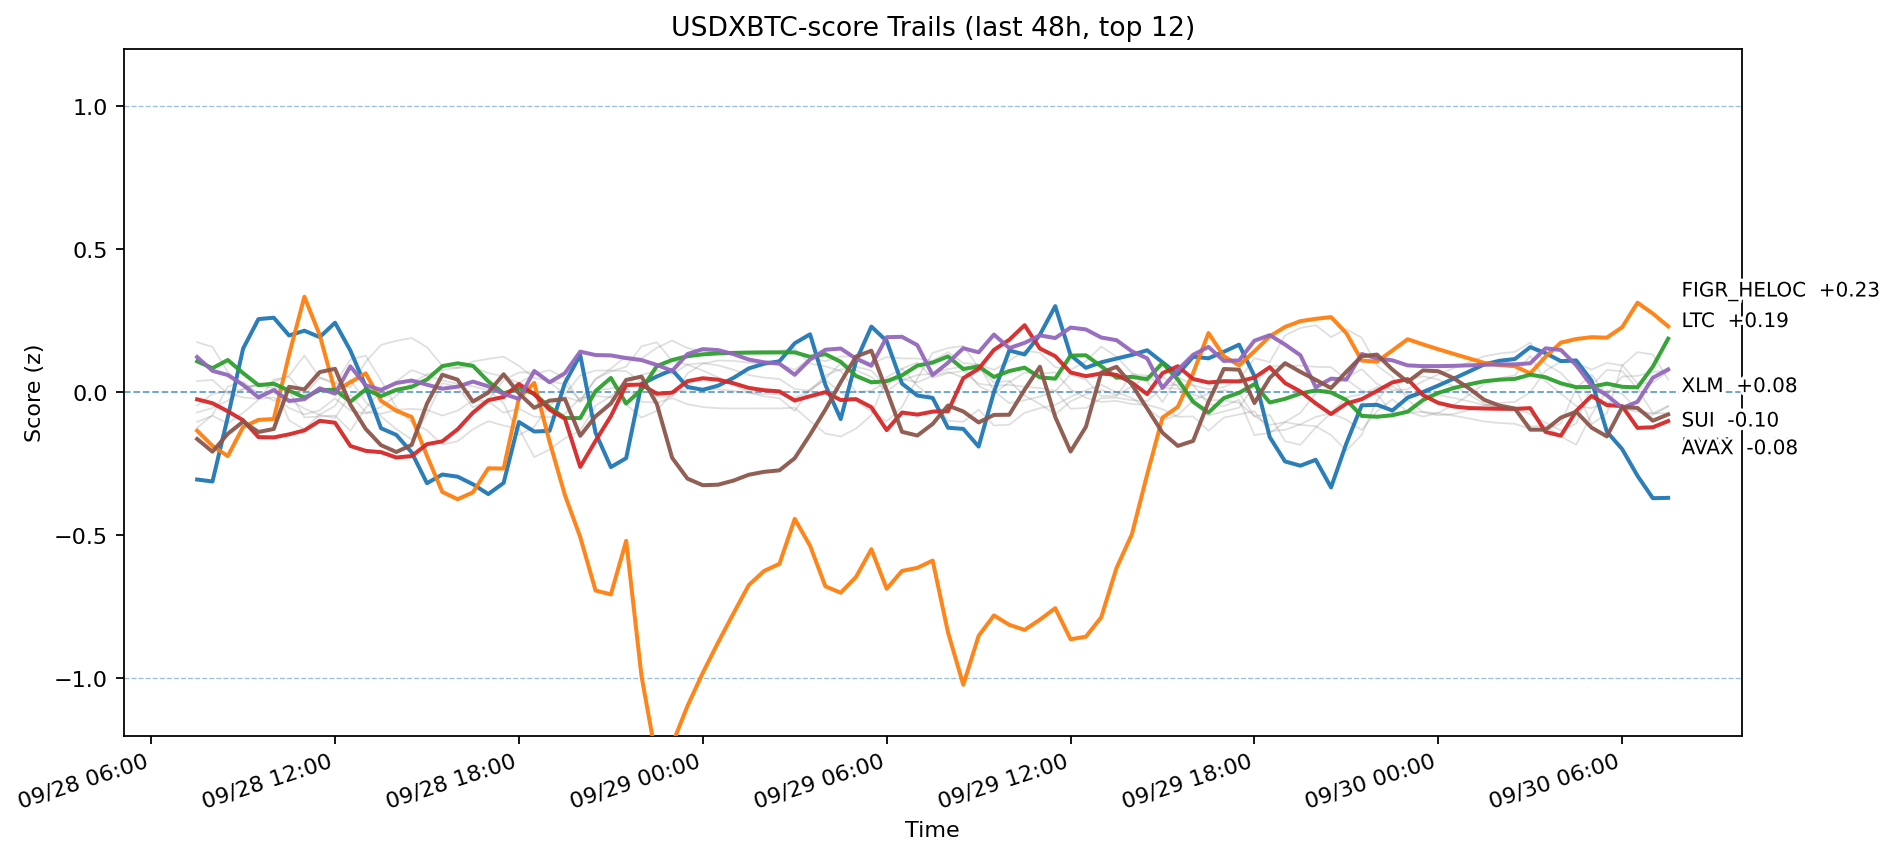 USDXBTC-score Trails (last 48h, top 12)
Score (z)
1.0
0.5
0.0
−0.5
−1.0
FIGR_HELOC +0.23
LTC +0.19
XLM +0.08
SUI -0.10
AVAX -0.08
09/28 06:00
09/28 12:00
09/28 18:00
09/29 00:00
09/29 06:00
09/29 12:00
09/29 18:00
09/30 00:00
09/30 06:00
Time